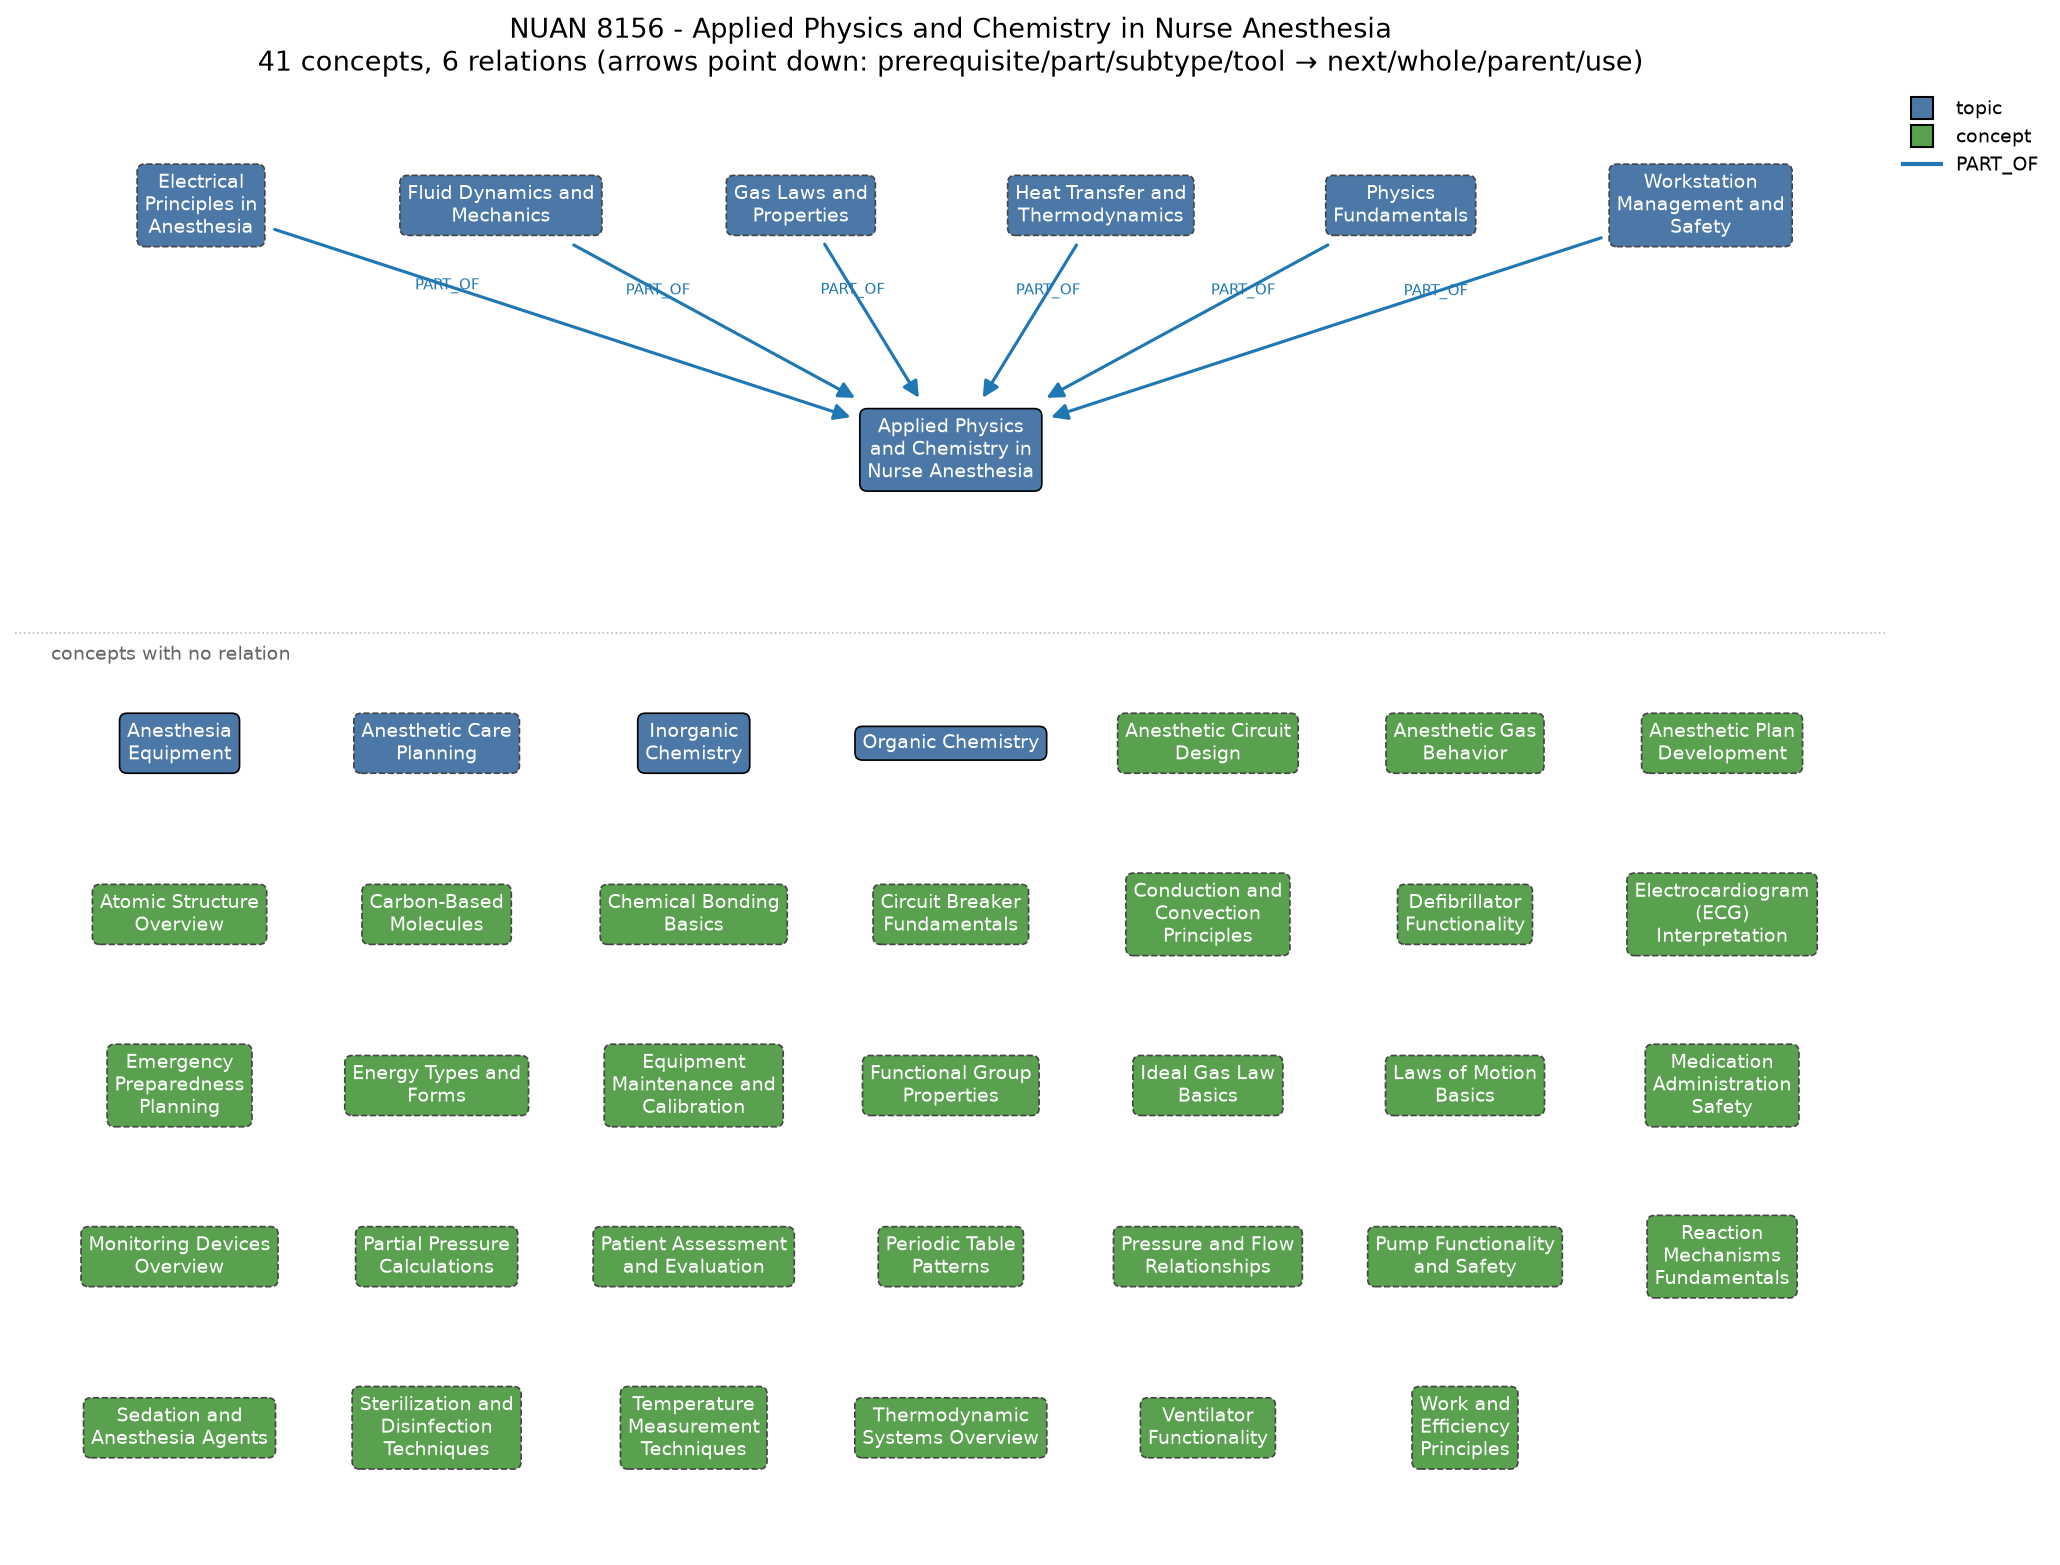 NUAN 8156 - Applied Physics and Chemistry in Nurse Anesthesia
41 concepts, 6 relations (arrows point down: prerequisite/part/subtype/tool → next/whole/parent/use)
topic
concept
PART_OF
Electrical
Principles in
Anesthesia
Fluid Dynamics and
Mechanics
Gas Laws and
Properties
Heat Transfer and
Thermodynamics
Physics
Fundamentals
Workstation
Management and
Safety
PART_OF
PART_OF
PART_OF
PART_OF
PART_OF
PART_OF
Applied Physics
and Chemistry in
Nurse Anesthesia
concepts with no relation
Anesthesia
Equipment
Anesthetic Care
Planning
Inorganic
Chemistry
Organic Chemistry
Anesthetic Circuit
Design
Anesthetic Gas
Behavior
Anesthetic Plan
Development
Atomic Structure
Overview
Carbon-Based
Molecules
Chemical Bonding
Basics
Circuit Breaker
Fundamentals
Conduction and
Convection
Principles
Defibrillator
Functionality
Electrocardiogram
(ECG)
Interpretation
Emergency
Preparedness
Planning
Energy Types and
Forms
Equipment
Maintenance and
Calibration
Functional Group
Properties
Ideal Gas Law
Basics
Laws of Motion
Basics
Medication
Administration
Safety
Monitoring Devices
Overview
Partial Pressure
Calculations
Patient Assessment
and Evaluation
Periodic Table
Patterns
Pressure and Flow
Relationships
Pump Functionality
and Safety
Reaction
Mechanisms
Fundamentals
Sedation and
Anesthesia Agents
Sterilization and
Disinfection
Techniques
Temperature
Measurement
Techniques
Thermodynamic
Systems Overview
Ventilator
Functionality
Work and
Efficiency
Principles